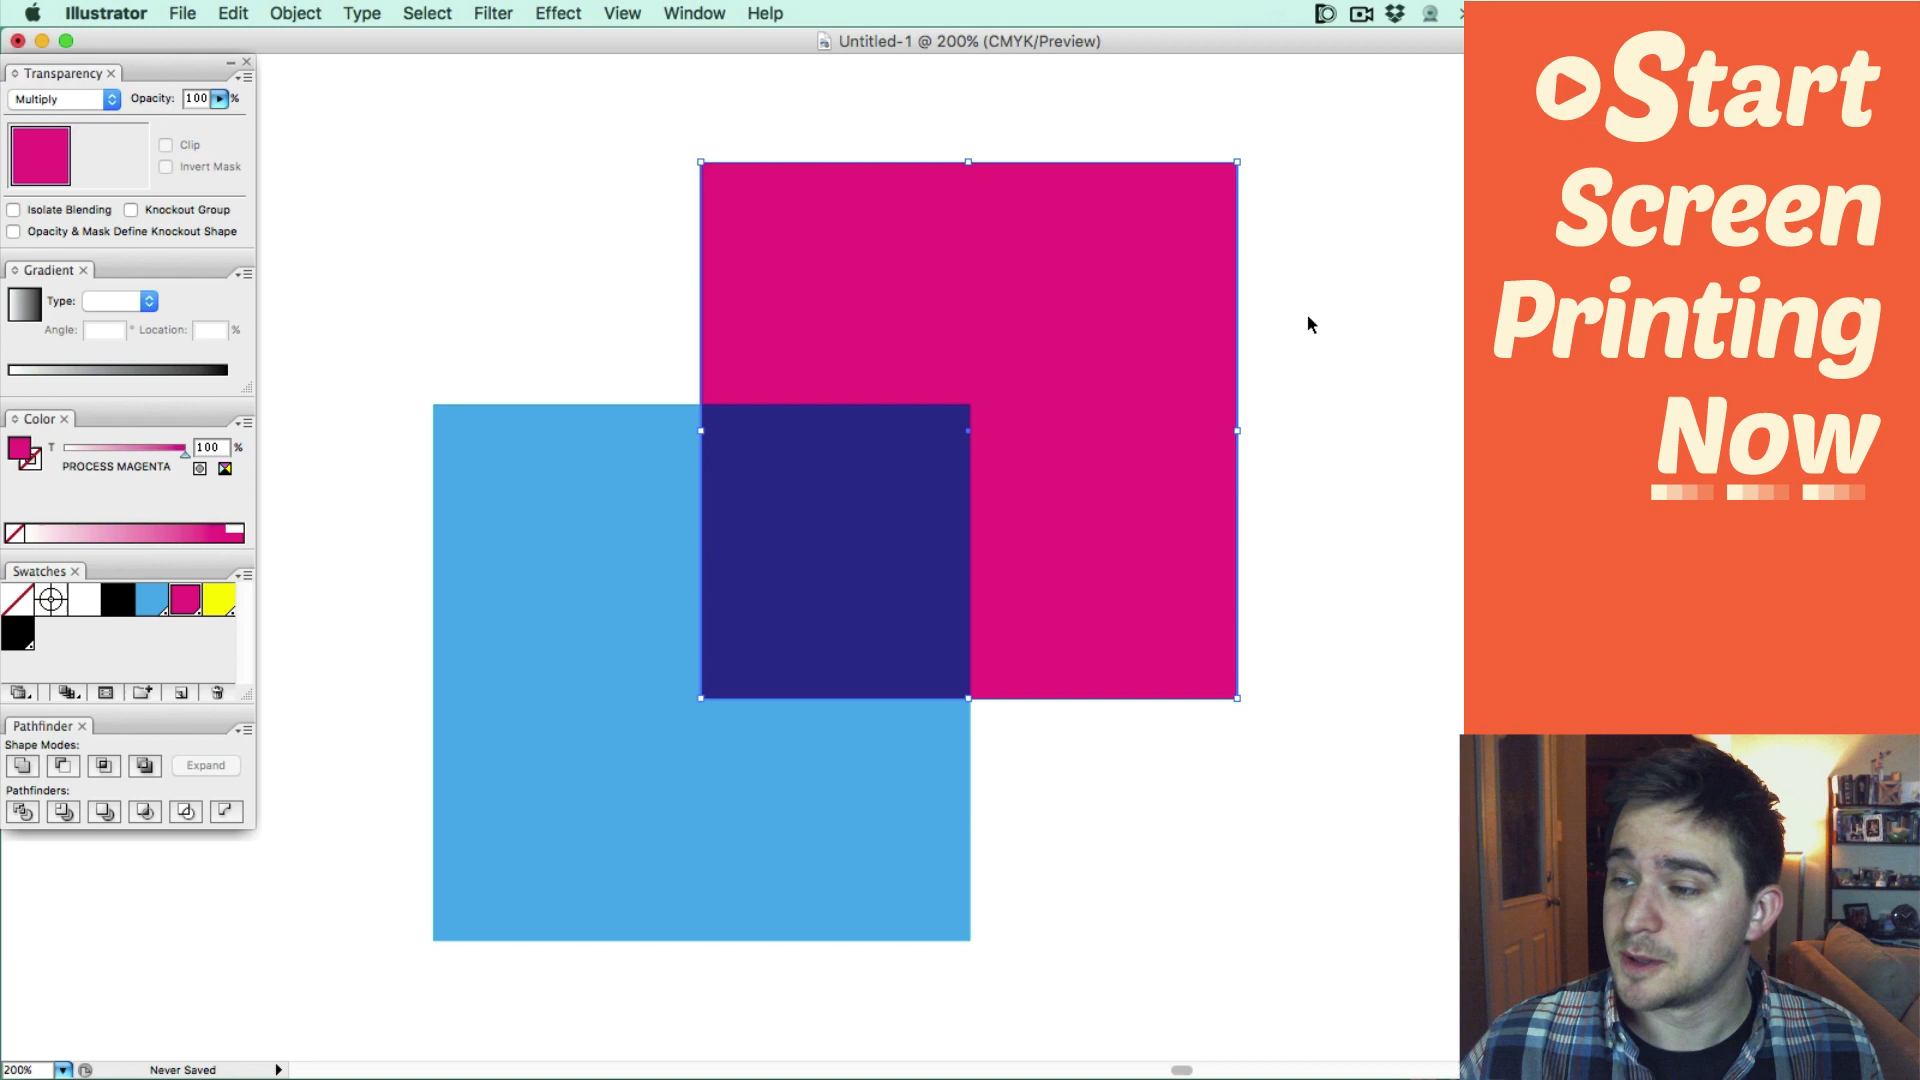 Illustrator File Edit Object Type Select Filter Effect View Window Help
Untitled-1 @ 200% (CMYK/Preview)
Transparency
Multiply Opacity: 100 %
Clip
Invert Mask
Isolate Blending Knockout Group
Opacity & Mask Define Knockout Shape
Gradient
Type:
Angle: ° Location: %
Color
T 100 %
PROCESS MAGENTA
Swatches
Pathfinder
Shape Modes:
Expand
Pathfinders:
200% Never Saved
Start
Screen
Printing
Now